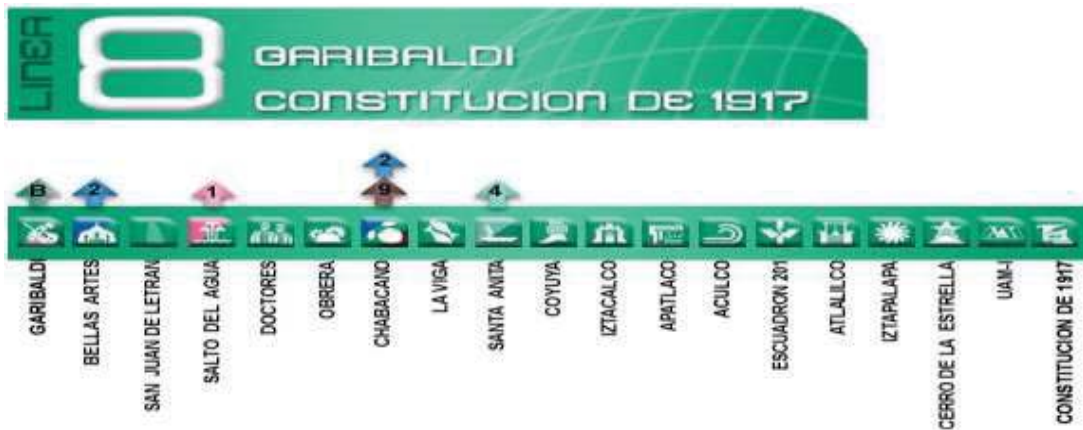 LINEA 8
GARIBALDI
CONSTITUCION DE 1917
2
B 2 1 9 4
GARIBALDI
BELLAS ARTES
SAN JUAN DE LETRAN
SALTO DEL AGUA
DOCTORES
OBRERA
CHABACANO
LA VIGA
SANTA ANITA
COYUYA
IZTACALCO
APATLACO
ACULCO
ESCUADRON 201
ATLALILCO
IZTAPALAPA
CERRO DE LA ESTRELLA
UAM-I
CONSTITUCION DE 1917